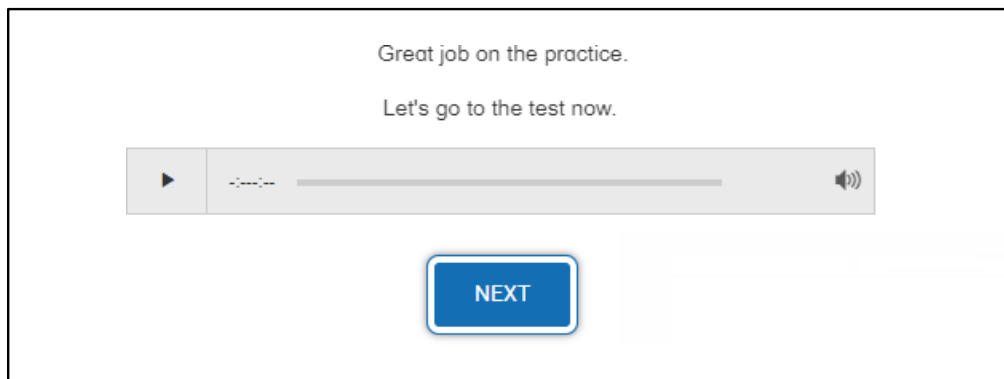 Great job on the practice.
Let's go to the test now.
-:--
-:--
NEXT